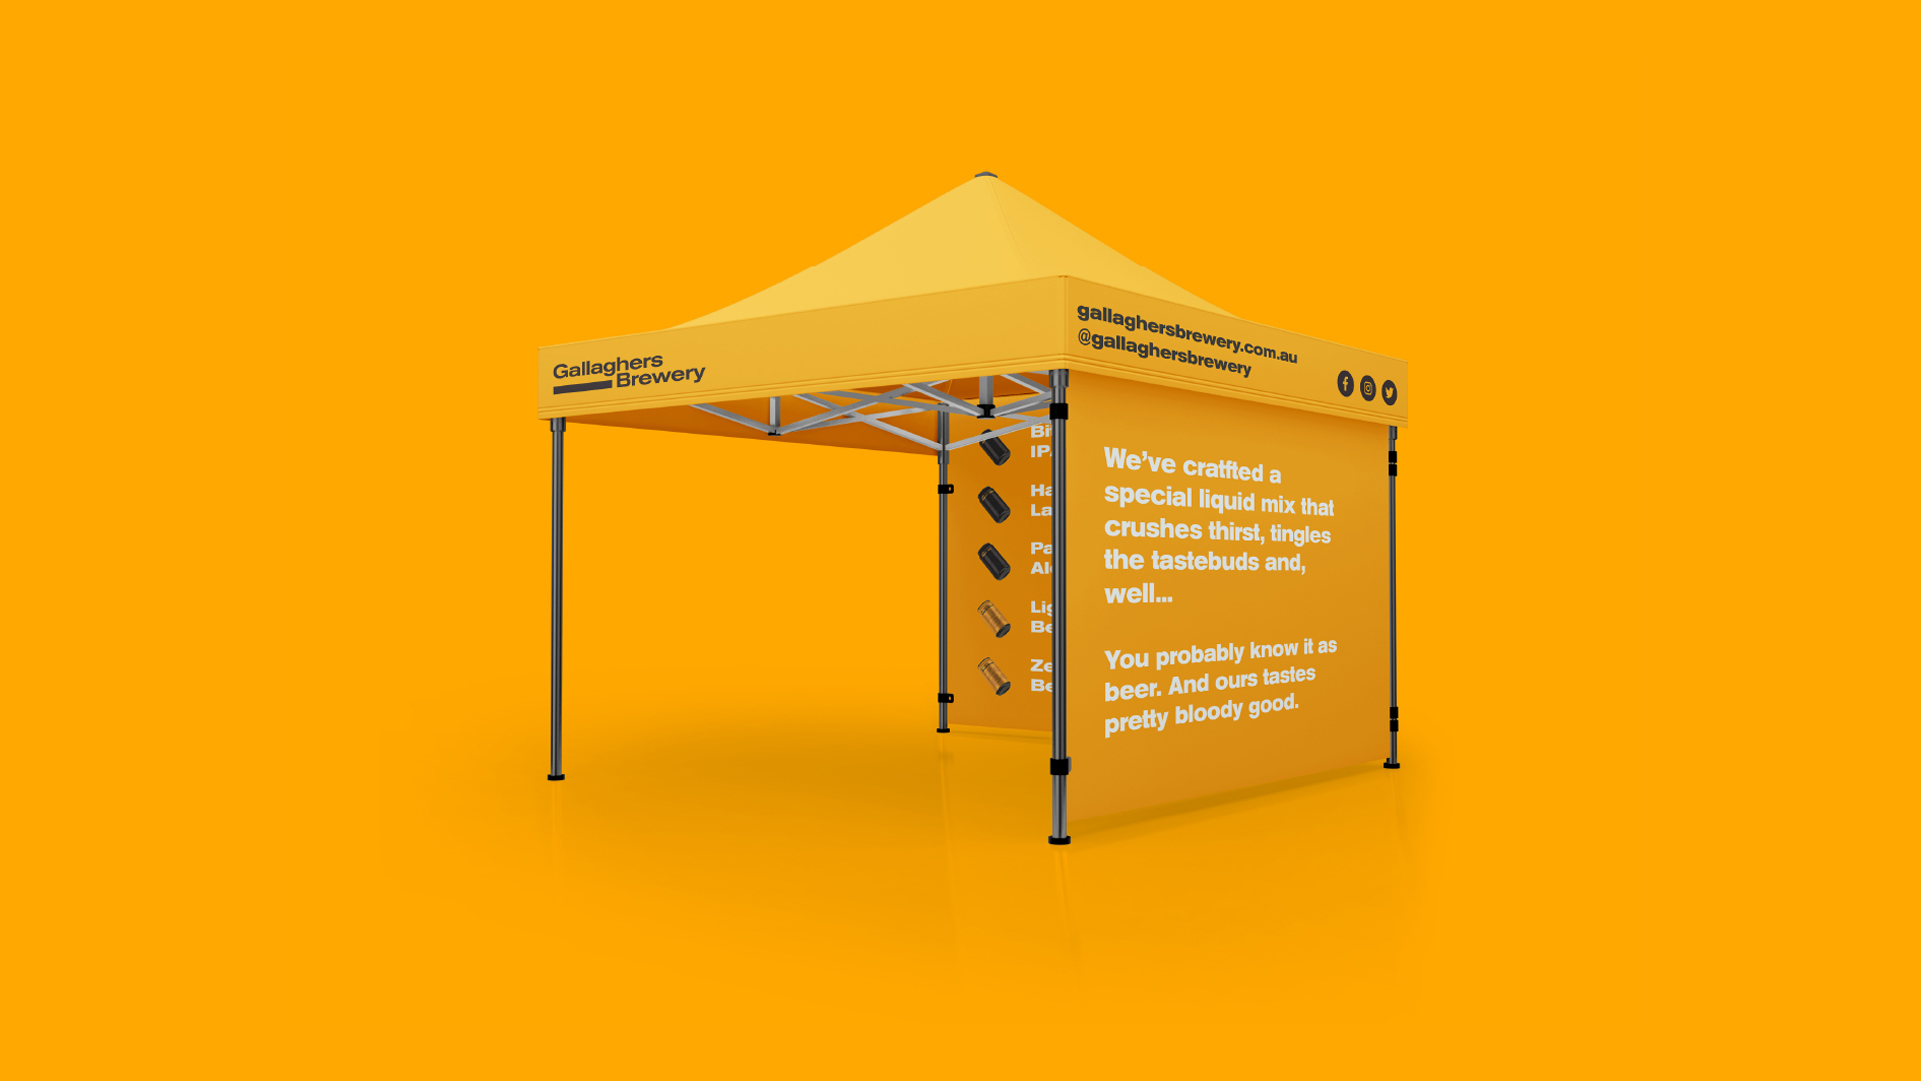 Gallaghers
Brewery
gallaghersbrewery.com.au
@gallaghersbrewery
We've cratfted a
special liquid mix that
crushes thirst, tingles
the tastebuds and,
well...
You probably know it as
beer. And ours tastes
pretty bloody good.